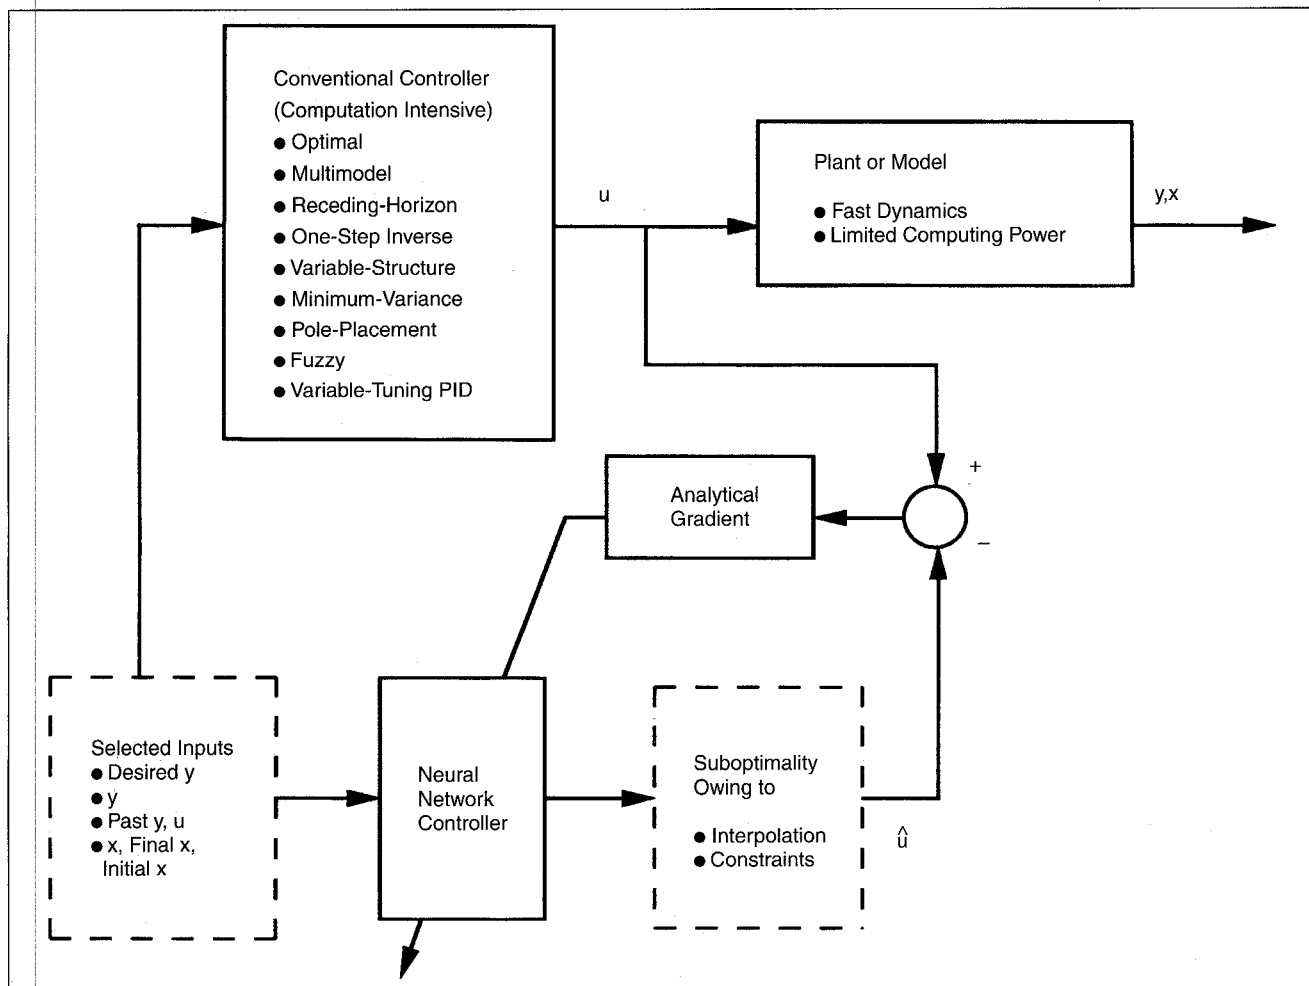 Conventional Controller
(Computation Intensive)
● Optimal
● Multimodel
● Receding-Horizon
● One-Step Inverse
● Variable-Structure
● Minimum-Variance
● Pole-Placement
● Fuzzy
● Variable-Tuning PID
u
Plant or Model
● Fast Dynamics
● Limited Computing Power
y,x
Analytical
Gradient
+
−
Selected Inputs
● Desired y
● y
● Past y, u
● x, Final x,
Initial x
Neural
Network
Controller
Suboptimality
Owing to
● Interpolation
● Constraints
û